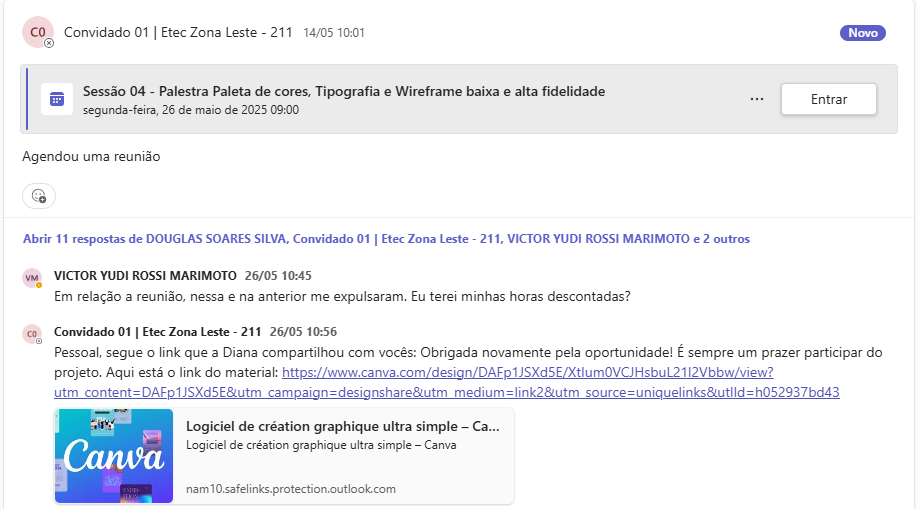 C0
Convidado 01 | Etec Zona Leste - 211 14/05 10:01
Novo
Sessão 04 - Palestra Paleta de cores, Tipografia e Wireframe baixa e alta fidelidade
segunda-feira, 26 de maio de 2025 09:00
...
Entrar
Agendou uma reunião
Abrir 11 respostas de DOUGLAS SOARES SILVA, Convidado 01 | Etec Zona Leste - 211, VICTOR YUDI ROSSI MARIMOTO e 2 outros
VM
VICTOR YUDI ROSSI MARIMOTO 26/05 10:45
Em relação a reunião, nessa e na anterior me expulsaram. Eu terei minhas horas descontadas?
C0
Convidado 01 | Etec Zona Leste - 211 26/05 10:56
Pessoal, segue o link que a Diana compartilhou com vocês: Obrigada novamente pela oportunidade! É sempre um prazer participar do
projeto. Aqui está o link do material: https://www.canva.com/design/DAFp1JSXd5E/XtIum0VCJHsbuL21I2Vbbw/view?
utm_content=DAFp1JSXd5E&utm_campaign=designshare&utm_medium=link2&utm_source=uniquelinks&utlId=h052937bd43
Canva
Logiciel de création graphique ultra simple – Ca...
Logiciel de création graphique ultra simple – Canva
nam10.safelinks.protection.outlook.com